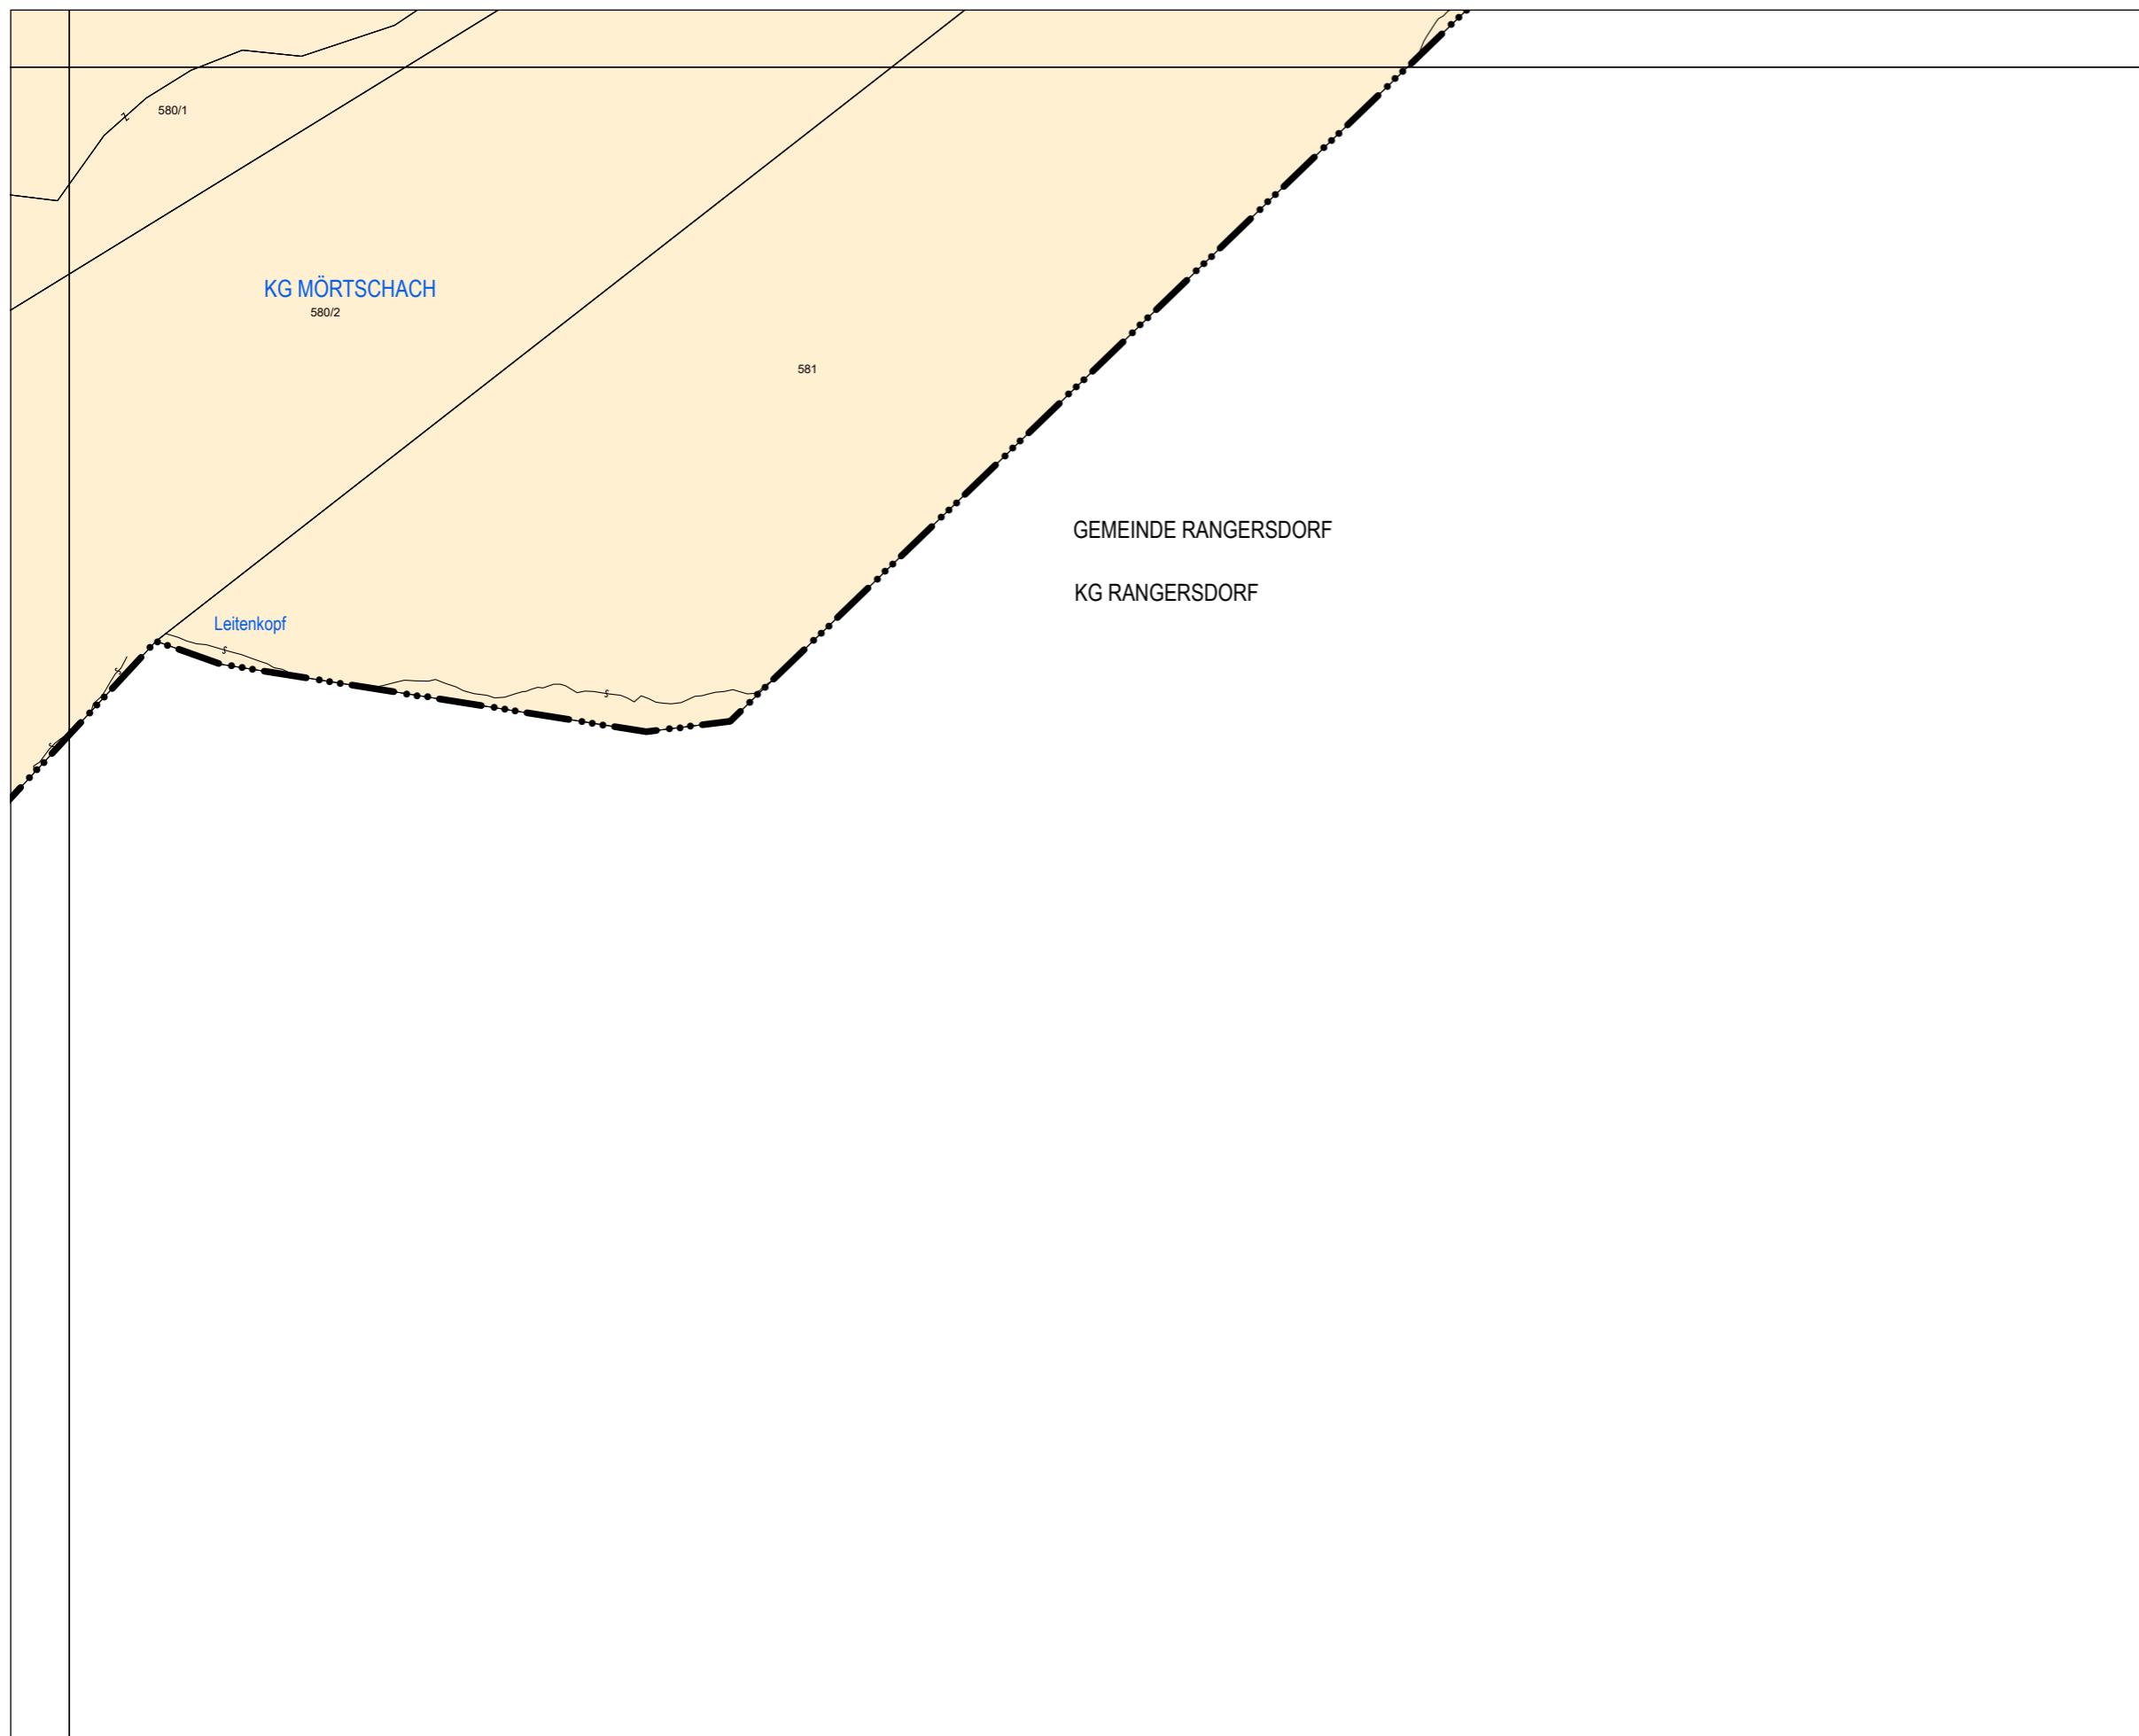 580/1
KG MÖRTSCHACH
580/2
581
GEMEINDE RANGERSDORF
KG RANGERSDORF
Leitenkopf